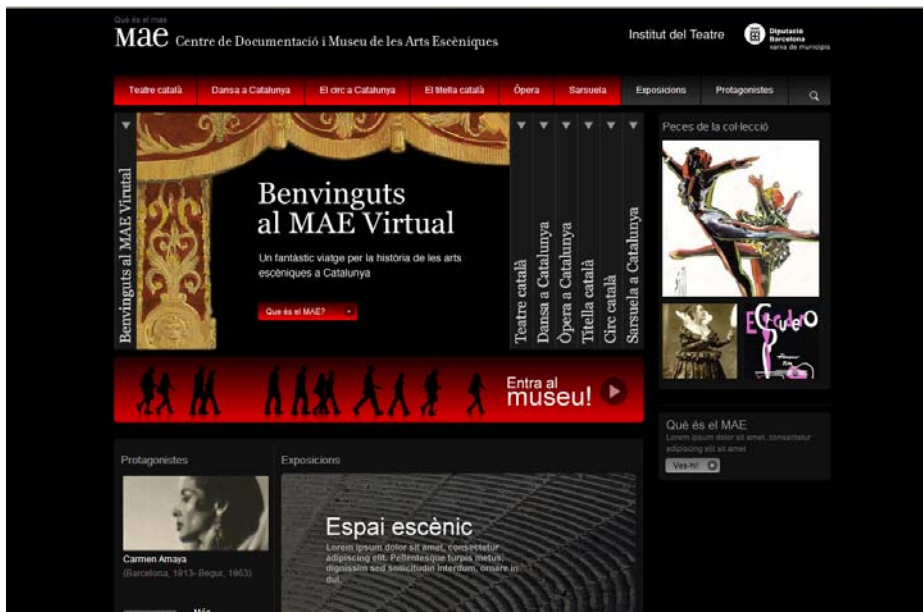 Què és el mae
mae Centre de Documentació i Museu de les Arts Escèniques
Institut del Teatre
Diputació
Barcelona
xarxa de municipis
Teatre català
Dansa a Catalunya
El circ a Catalunya
El titella català
Òpera
Sarsuela
Exposicions
Protagonistes
Benvinguts al MAE Virutal
Benvinguts
al MAE Virtual
Un fantàstic viatge per la història de les arts
escèniques a Catalunya
Que és el MAE?
Teatre català
Dansa a Catalunya
Òpera a Catalunya
Titella català
Circ català
Sarsuela a Catalunya
Peces de la col·lecció
Entra al
museu!
Què és el MAE
Lorem ipsum dolor sit amet, consectetur
adipiscing elit sit amet
Ves-hi!
Protagonistes
Carmen Amaya
(Barcelona, 1913- Begur, 1963)
Més
Exposicions
Espai escènic
Lorem ipsum dolor sit amet, consectetur
adipiscing elit. Pellentesque turpis metus,
dignissim sed sollicitudin interdum, ornare in
dui.